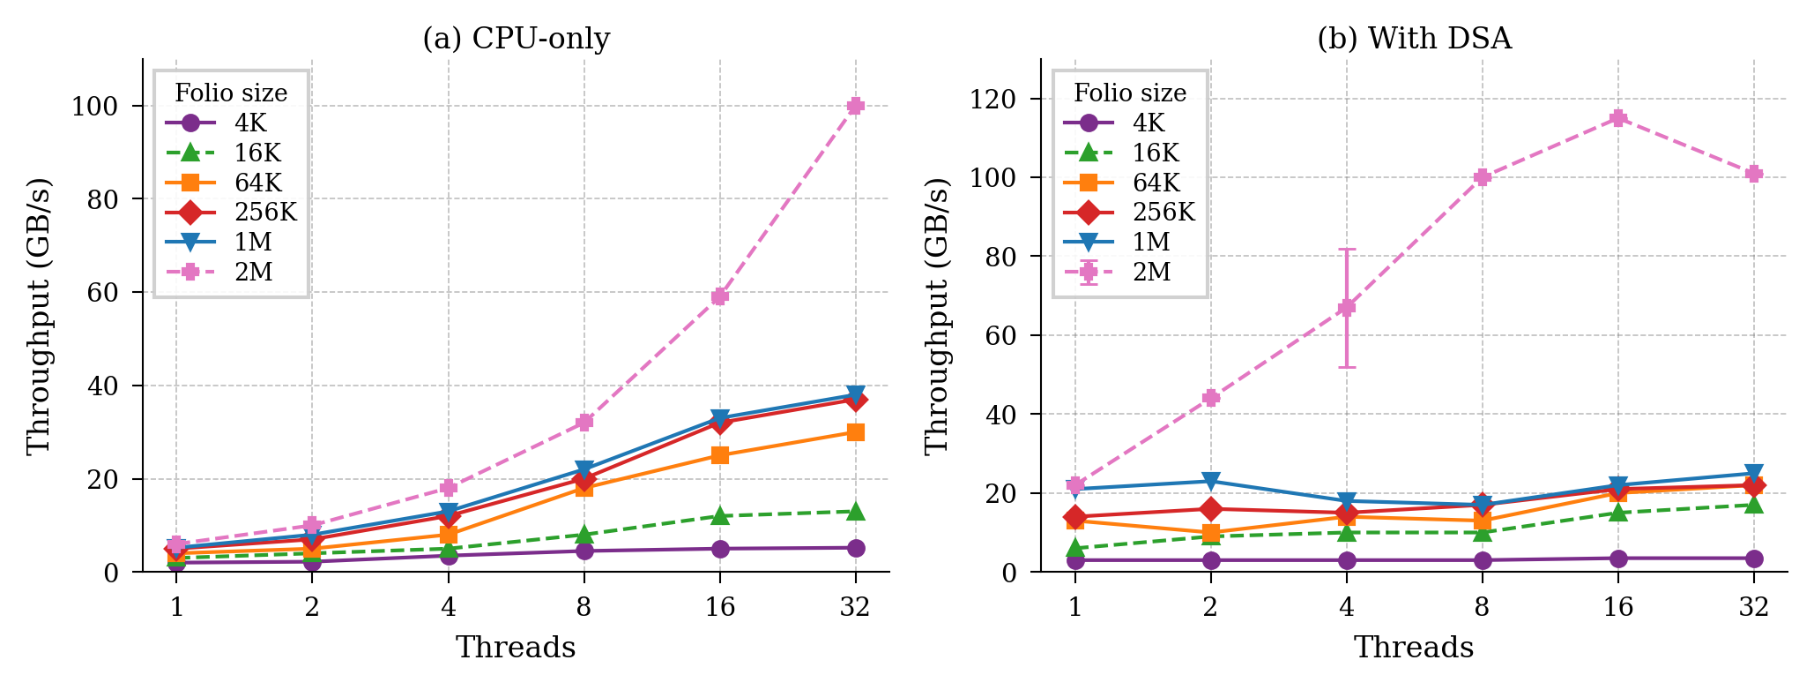 (a) CPU-only
Throughput (GB/s)
100
80
60
40
20
0
Folio size
4K
16K
64K
256K
1M
2M
1
2
4
8
16
32
Threads
(b) With DSA
Throughput (GB/s)
120
100
80
60
40
20
0
Folio size
4K
16K
64K
256K
1M
2M
1
2
4
8
16
32
Threads